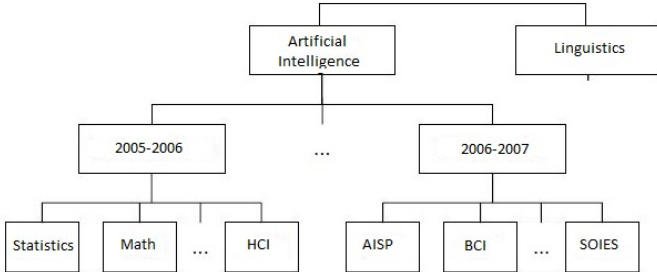 Artificial
Intelligence
Linguistics
2005-2006
...
2006-2007
Statistics
Math
...
HCI
AISP
BCI
...
SOIES